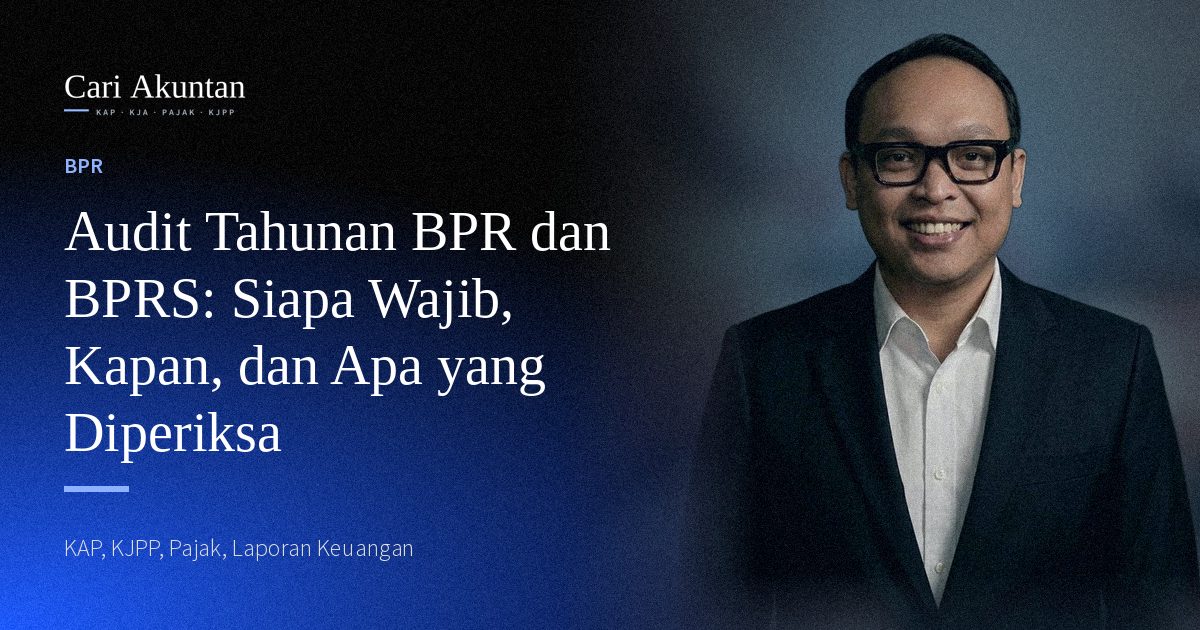 Cari Akuntan
KAP · KJA · PAJAK · KJPP
BPR
Audit Tahunan BPR dan
BPRS: Siapa Wajib,
Kapan, dan Apa yang
Diperiksa
KAP, KJPP, Pajak, Laporan Keuangan